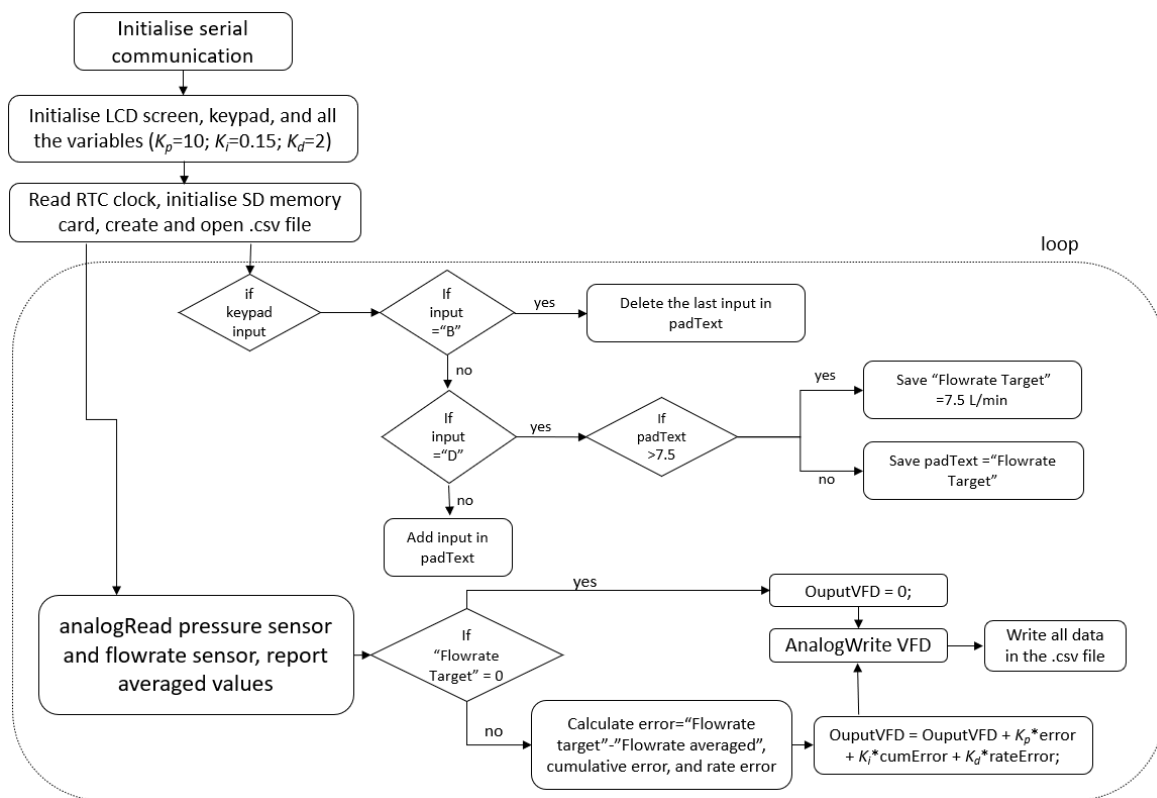 Initialise serial
communication
Initialise LCD screen, keypad, and all
the variables (Kp=10; Ki=0.15; Kd=2)
Read RTC clock, initialise SD memory
card, create and open .csv file
loop
if
keypad
input
If
input
="B"
yes
Delete the last input in
padText
no
If
input
="D"
yes
If
padText
>7.5
yes
Save "Flowrate Target"
=7.5 L/min
no
Save padText ="Flowrate
Target"
no
Add input in
padText
analogRead pressure sensor
and flowrate sensor, report
averaged values
If
"Flowrate
Target" = 0
yes
OuputVFD = 0;
AnalogWrite VFD
Write all data
in the .csv file
no
Calculate error="Flowrate
target"-"Flowrate averaged",
cumulative error, and rate error
OuputVFD = OuputVFD + Kp*error
+ Ki*cumError + Kd*rateError;